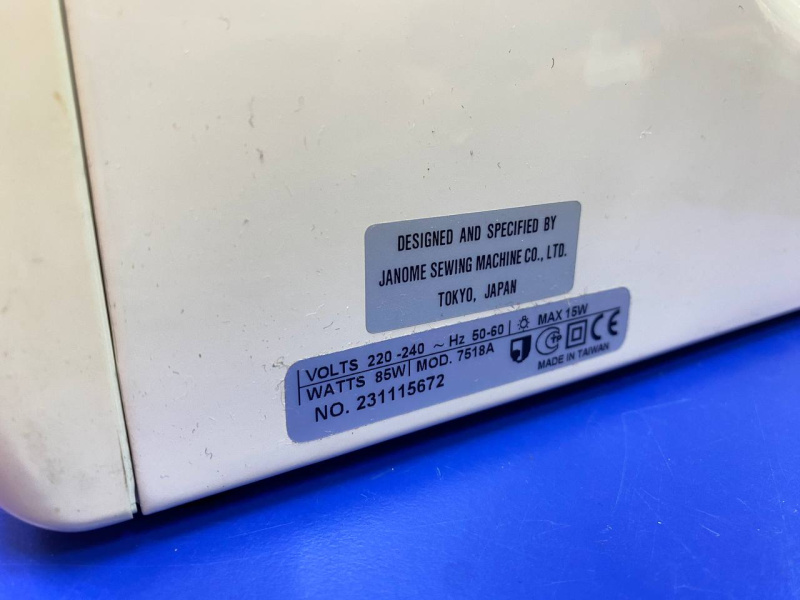 DESIGNED AND SPECIFIED BY
JANOME SEWING MACHINE CO., LTD.
TOKYO, JAPAN
VOLTS 220-240 ~ Hz 50-60 MAX 15W
WATTS 85W MOD. 7518A
NO. 231115672
CE
MADE IN TAIWAN